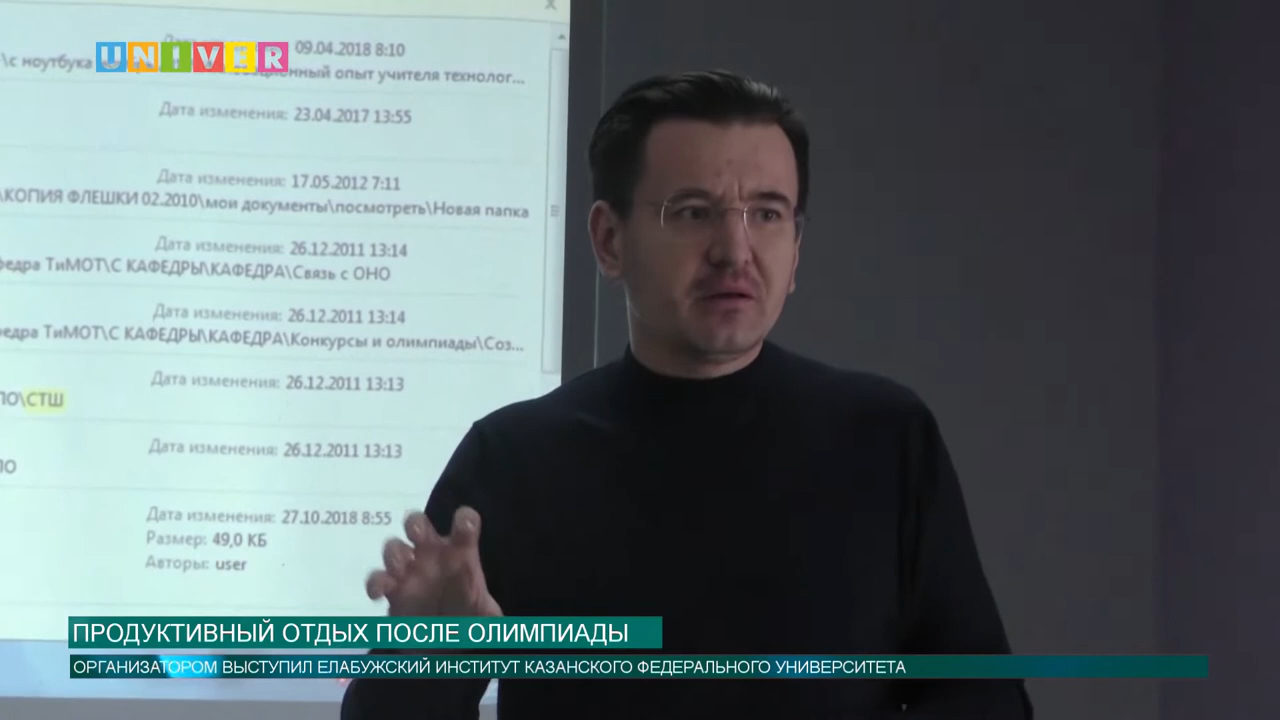 UNIVER
09.04.2018 8:10
\с ноутбука
ионный опыт учителя технолог...
Дата изменения: 23.04.2017 13:55
Дата изменения: 17.05.2012 7:11
\КОПИЯ ФЛЕШКИ 02.2010\мои документы\посмотреть\Новая папка
Дата изменения: 26.12.2011 13:14
федра ТиМОТ\С КАФЕДРЫ\КАФЕДРА\Связь с ОНО
Дата изменения: 26.12.2011 13:14
едра ТиМОТ\С КАФЕДРЫ\КАФЕДРА\Конкурсы и олимпиады\Соз...
Дата изменения: 26.12.2011 13:13
ПО\СТШ
Дата изменения: 26.12.2011 13:13
Дата изменения: 27.10.2018 8:55
Размер: 49,0 КБ
Авторы: user
ПРОДУКТИВНЫЙ ОТДЫХ ПОСЛЕ ОЛИМПИАДЫ
ОРГАНИЗАТОРОМ ВЫСТУПИЛ ЕЛАБУЖСКИЙ ИНСТИТУТ КАЗАНСКОГО ФЕДЕРАЛЬНОГО УНИВЕРСИТЕТА